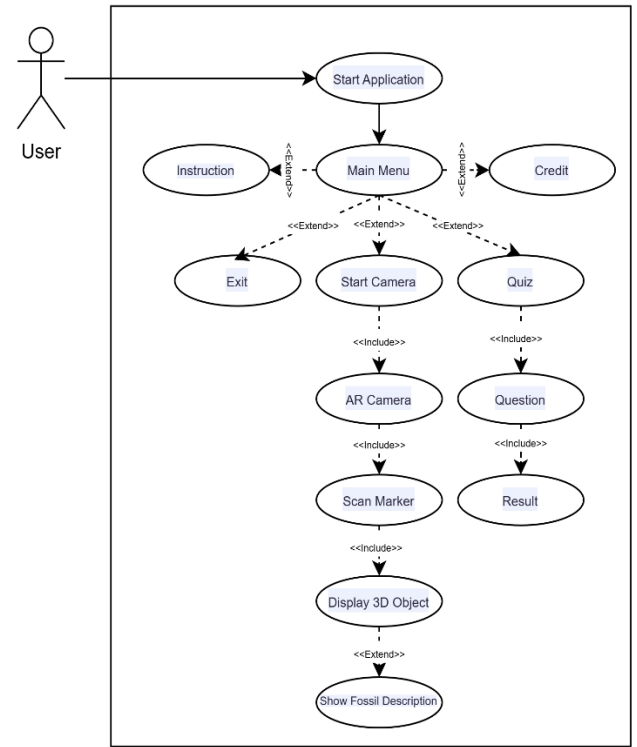 Start Application
User
Instruction
<<Extend>>
Main Menu
<<Extend>>
Credit
<<Extend>>
<<Extend>>
<<Extend>>
Exit
Start Camera
Quiz
<<Include>>
<<Include>>
AR Camera
Question
<<Include>>
<<Include>>
Scan Marker
Result
<<Include>>
Display 3D Object
<<Extend>>
Show Fossil Description